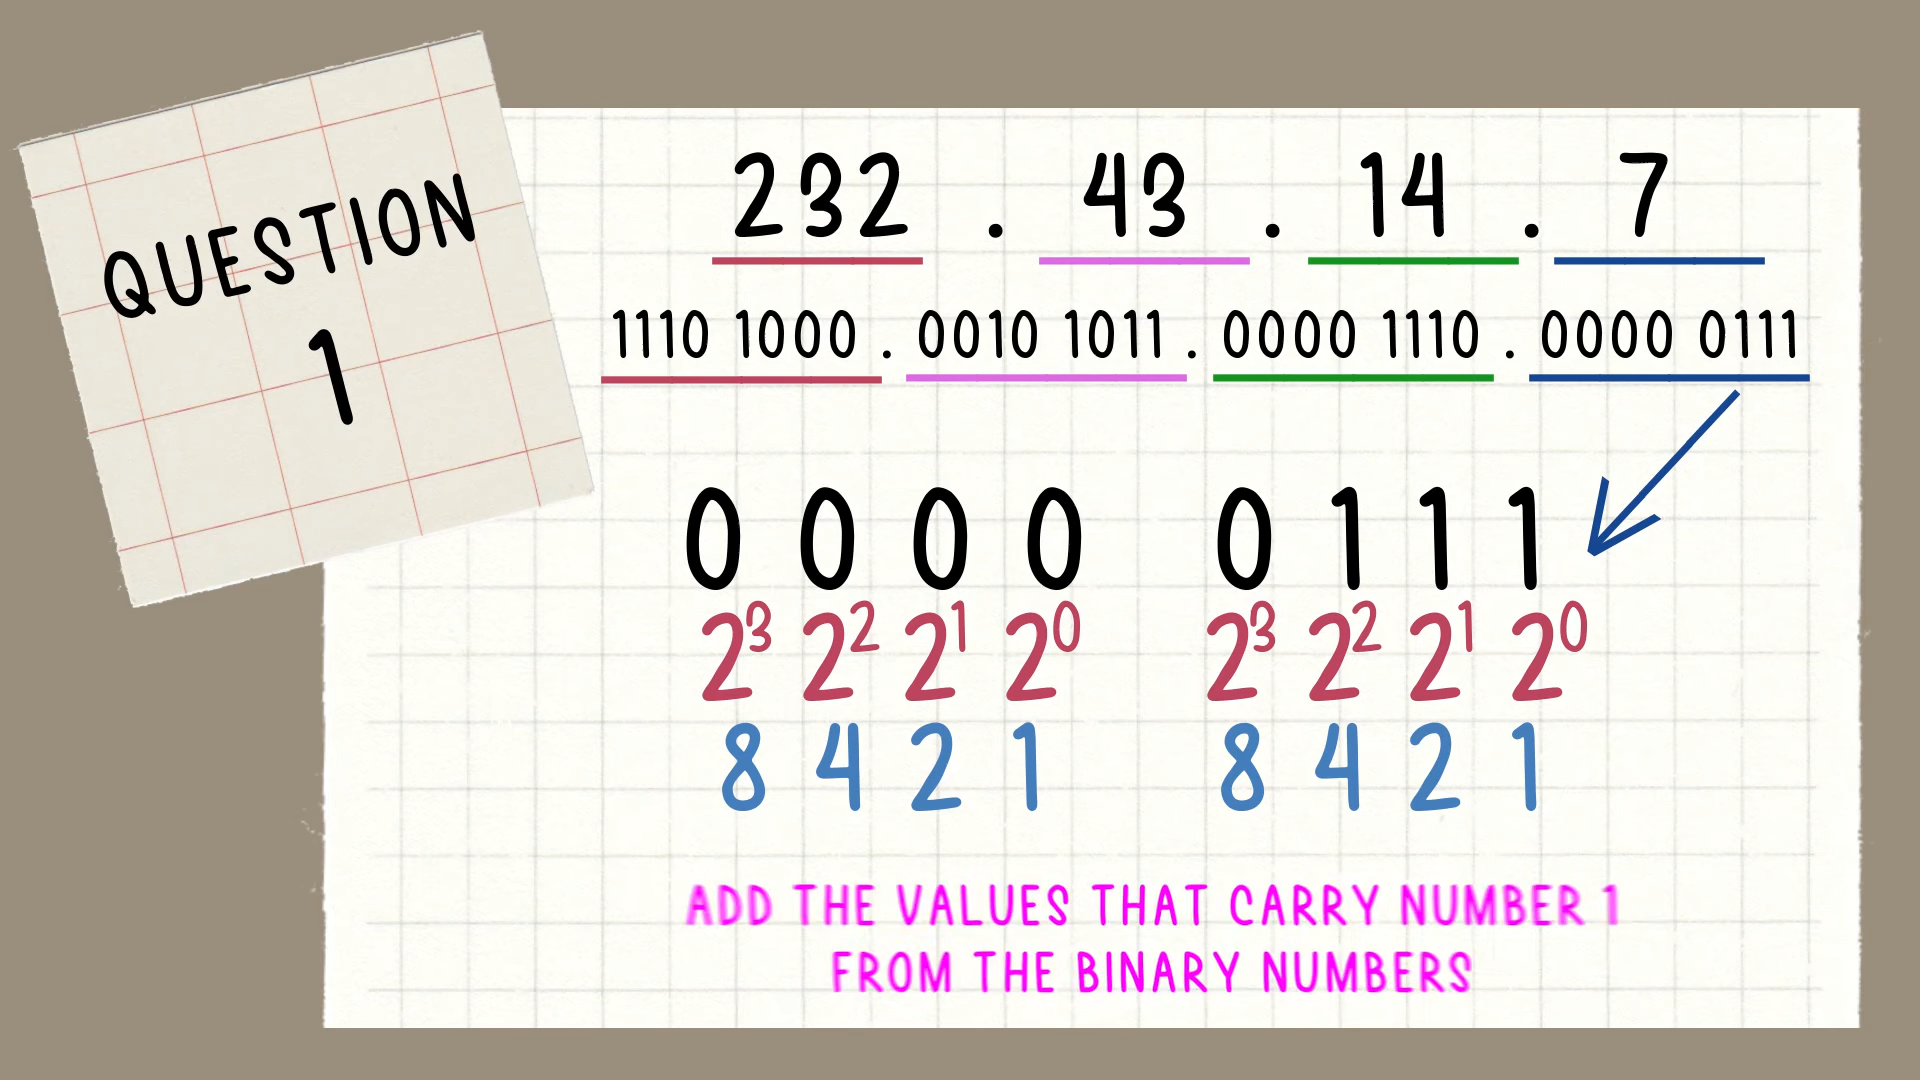 QUESTION
1
232 . 43 . 14 . 7
1110 1000 . 0010 1011 . 0000 1110 . 0000 0111
0 0 0 0 0 1 1 1
2³ 2² 2¹ 2⁰ 2³ 2² 2¹ 2⁰
8 4 2 1 8 4 2 1
ADD THE VALUES THAT CARRY NUMBER 1
FROM THE BINARY NUMBERS